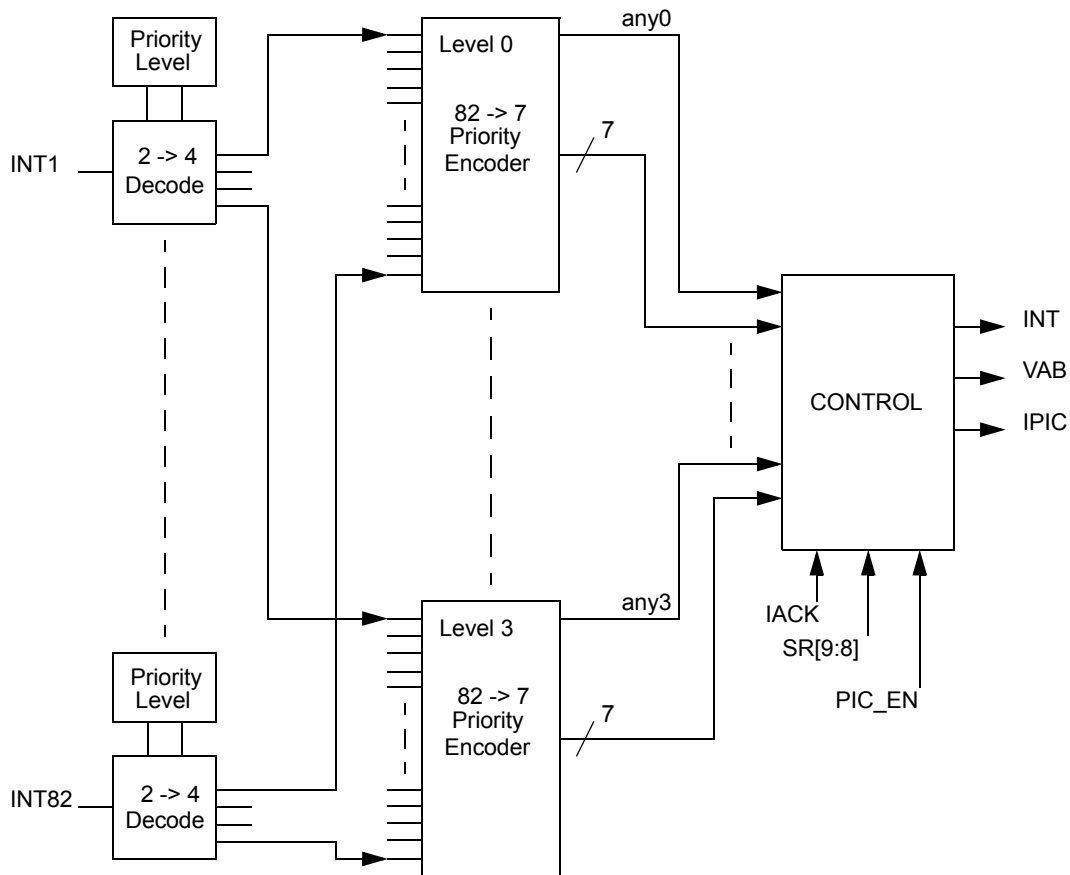 Priority
Level
INT1
2 -> 4
Decode
Level 0
82 -> 7
Priority
Encoder
any0
7
CONTROL
INT
VAB
IPIC
IACK
SR[9:8]
PIC_EN
Priority
Level
INT82
2 -> 4
Decode
Level 3
82 -> 7
Priority
Encoder
any3
7